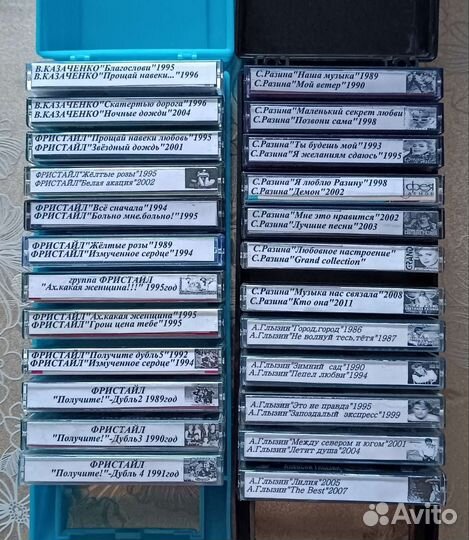 В.КАЗАЧЕНКО"Благослови"1995
В.КАЗАЧЕНКО"Прощай навеки..."1996
В.КАЗАЧЕНКО"Скатертью дорога"1996
В.КАЗАЧЕНКО"Ночные дожди"2004
ФРИСТАЙЛ"Прощай навеки любовь"1995
ФРИСТАЙЛ"Звёздный дождь"2001
ФРИСТАЙЛ"Жёлтые розы"1995
ФРИСТАЙЛ"Белая акация"2002
ФРИСТАЙЛ"Всё сначала"1994
ФРИСТАЙЛ"Больно мне.больно!"1995
ФРИСТАЙЛ"Жёлтые розы"1989
ФРИСТАЙЛ"Измученное сердце"1994
группа ФРИСТАЙЛ
"Ах.какая женщина!!!" 1995год
ФРИСТАЙЛ"Ах.какая женщина"1995
ФРИСТАЙЛ"Грош цена тебе"1995
ФРИСТАЙЛ"Получите дубль5"1992
ФРИСТАЙЛ"Измученное сердце"1994
ФРИСТАЙЛ
"Получите!"-Дубль2 1989год
ФРИСТАЙЛ
"Получите!"-Дубль3 1990год
ФРИСТАЙЛ
"Получите!"-Дубль 4 1991год
С.Разина"Наша музыка"1989
С.Разина"Мой ветер"1990
С.Разина"Маленький секрет любви
С.Разина"Позвони сама"1998
С.Разина"Ты будешь мой"1993
С.Разина"Я желаниям сдаюсь"1995
С.Разина"Я люблю Разину"1998
С.Разина"Демон"2002
С.Разина"Мне это нравится"2002
С.Разина"Лучшие песни"2003
С.Разина"Любовное настроение"
С.Разина"Grand collection"
GRAND
С.Разина"Музыка нас связала"2008
С.Разина"Кто она"2011
А.Глызин"Город,город"1986
А.Глызин"Не волнуйтесь,тётя"1987
А.Глызин"Зимний сад"1990
А.Глызин"Пепел любви"1994
А.Глызин"Это не правда"1995
А.Глызин"Запоздалый экспресс"1999
А.Глызин"Между севером и югом"2001
А.Глызин"Летит душа"2004
А.Глызин"Лилия"2005
А.Глызин"The Best"2007
Avito